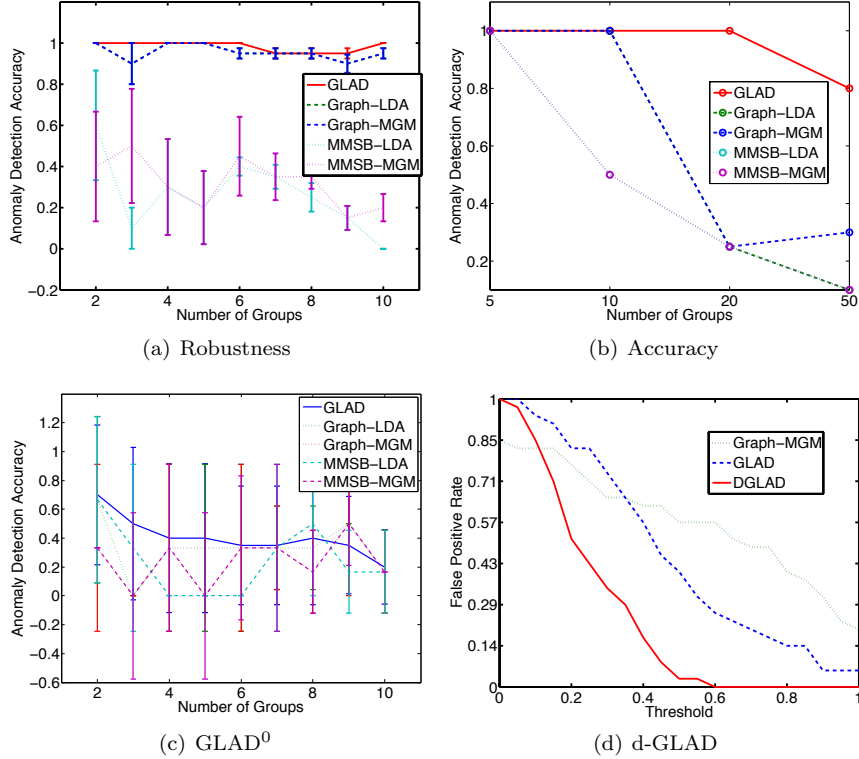 Anomaly Detection Accuracy
1
0.8
0.6
0.4
0.2
0
−0.2
2 4 6 8 10
Number of Groups
GLAD
Graph−LDA
Graph−MGM
MMSB−LDA
MMSB−MGM
(a) Robustness
Anomaly Detection Accuracy
1
0.8
0.6
0.4
0.2
5 10 20 50
Number of Groups
GLAD
Graph−LDA
Graph−MGM
MMSB−LDA
MMSB−MGM
(b) Accuracy
Anomaly Detection Accuracy
1.2
1
0.8
0.6
0.4
0.2
0
−0.2
−0.4
−0.6
2 4 6 8 10
Number of Groups
GLAD
Graph−LDA
Graph−MGM
MMSB−LDA
MMSB−MGM
(c) GLAD⁰
False Positive Rate
1
0.85
0.71
0.57
0.43
0.29
0.14
0
0 0.2 0.4 0.6 0.8 1
Threshold
Graph−MGM
GLAD
DGLAD
(d) d-GLAD